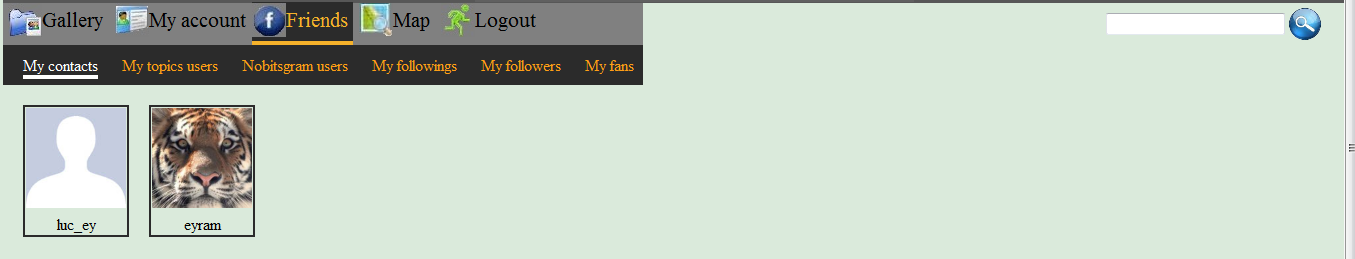 Gallery My account Friends Map Logout
My contacts My topics users Nobitsgram users My followings My followers My fans
luc_ey eyram